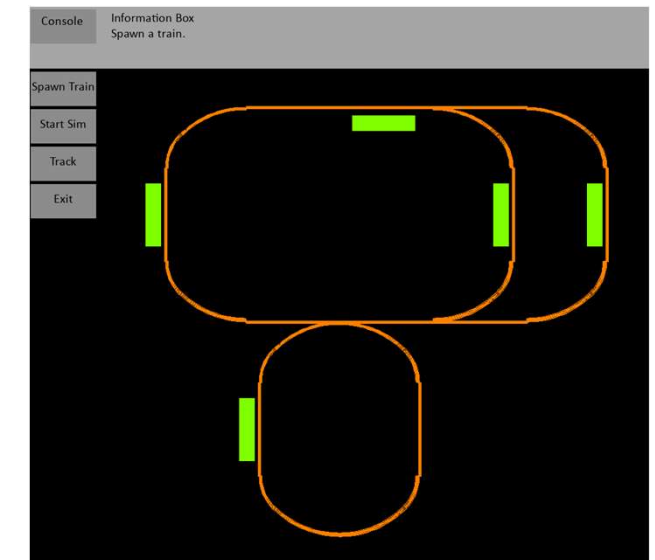 Console
Information Box
Spawn a train.
Spawn Train
Start Sim
Track
Exit